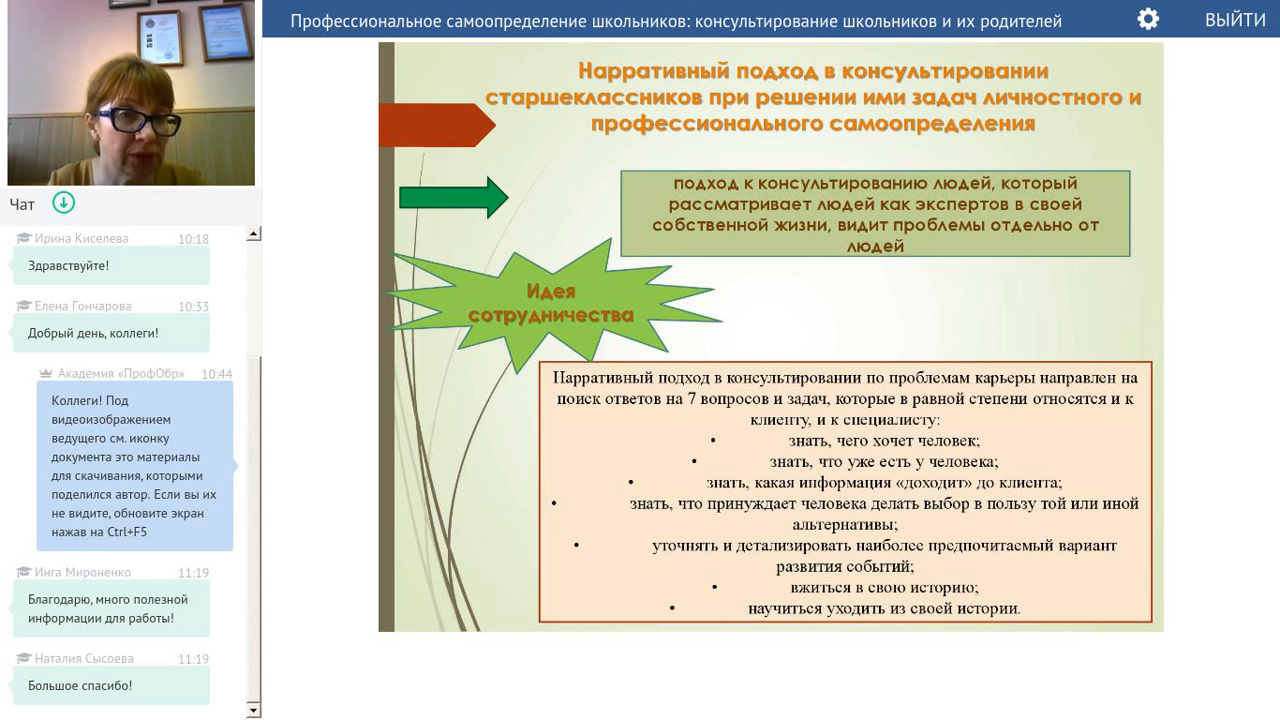 Профессиональное самоопределение школьников: консультирование школьников и их родителей
ВЫЙТИ
Чат
Ирина Киселева 10:18
Здравствуйте!
Елена Гончарова 10:33
Добрый день, коллеги!
Академия «ПрофОбр» 10:44
Коллеги! Под
видеоизображением
ведущего см. иконку
документа это материалы
для скачивания, которыми
поделился автор. Если вы их
не видите, обновите экран
нажав на Ctrl+F5
Инга Мироненко 11:19
Благодарю, много полезной
информации для работы!
Наталия Сысоева 11:19
Большое спасибо!
Нарративный подход в консультировании
старшеклассников при решении ими задач личностного и
профессионального самоопределения
подход к консультированию людей, который
рассматривает людей как экспертов в своей
собственной жизни, видит проблемы отдельно от
людей
Идея
сотрудничества
Нарративный подход в консультировании по проблемам карьеры направлен на
поиск ответов на 7 вопросов и задач, которые в равной степени относятся и к
клиенту, и к специалисту:
• знать, чего хочет человек;
• знать, что уже есть у человека;
• знать, какая информация «доходит» до клиента;
• знать, что принуждает человека делать выбор в пользу той или иной
альтернативы;
• уточнять и детализировать наиболее предпочитаемый вариант
развития событий;
• вжиться в свою историю;
• научиться уходить из своей истории.